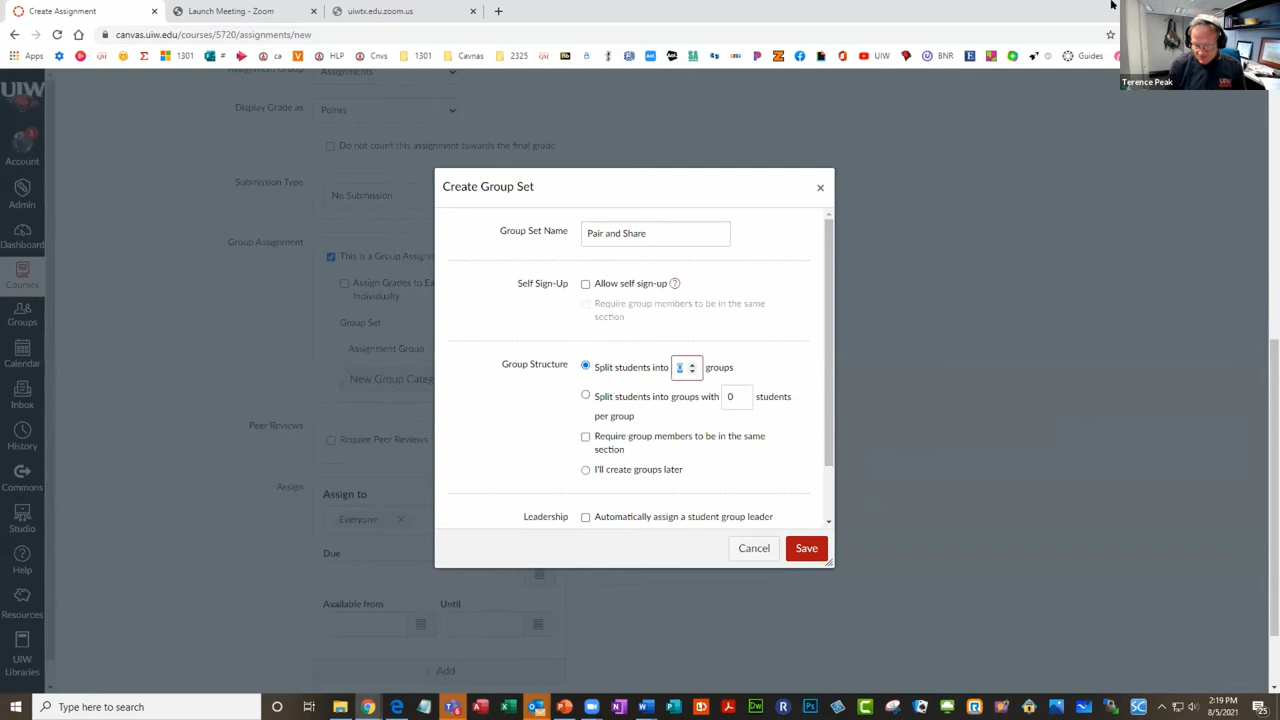 Create Assignment
Launch Meeting - Zoom
uiwtx.edu.zoom.us
canvas.uiw.edu/courses/5720/assignments/new
Apps 1301 ca HLP Cnvs 1301 Cavnas 2325 UIW BNR Guides
Terence Peak
UIW
Account
Admin
Dashboard
Courses
Groups
Calendar
Inbox
History
Commons
Studio
Help
Resources
UIW
Libraries
Assignment Group
Assignments
Display Grade as
Points
Do not count this assignment towards the final grade
Submission Type
No Submission
Group Assignment
This is a Group Assignm
Assign Grades to Ea
Individually
Group Set
Assignment Group
New Group Categ
Peer Reviews
Require Peer Reviews
Assign
Assign to
Everyone ×
Due
Available from
Until
+ Add
Create Group Set
×
Group Set Name
Pair and Share
Self Sign-Up
Allow self sign-up ?
Require group members to be in the same
section
Group Structure
Split students into 0 groups
Split students into groups with 0 students
per group
Require group members to be in the same
section
I'll create groups later
Leadership
Automatically assign a student group leader
Cancel
Save
Type here to search
2:19 PM
8/5/2021